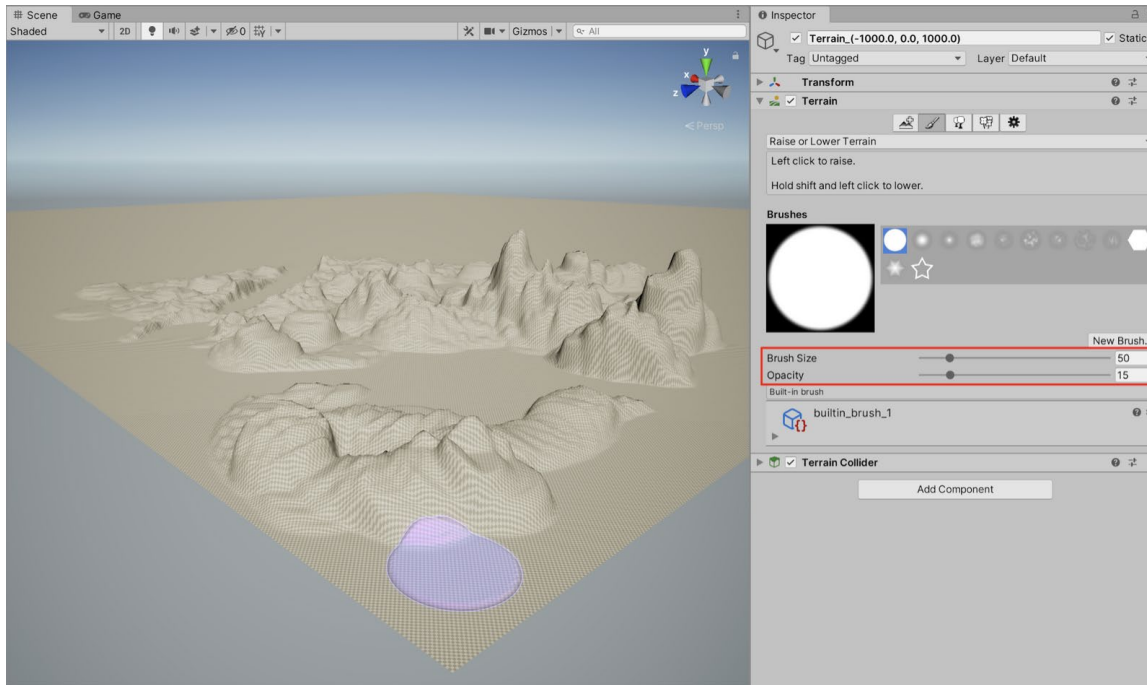 Scene Game
Shaded 2D 0 Gizmos All
y
x
z
Persp
Inspector
Terrain_(-1000.0, 0.0, 1000.0) Static
Tag Untagged Layer Default
Transform
Terrain
Raise or Lower Terrain
Left click to raise.
Hold shift and left click to lower.
Brushes
New Brush.
Brush Size 50
Opacity 15
Built-in brush
builtin_brush_1
Terrain Collider
Add Component